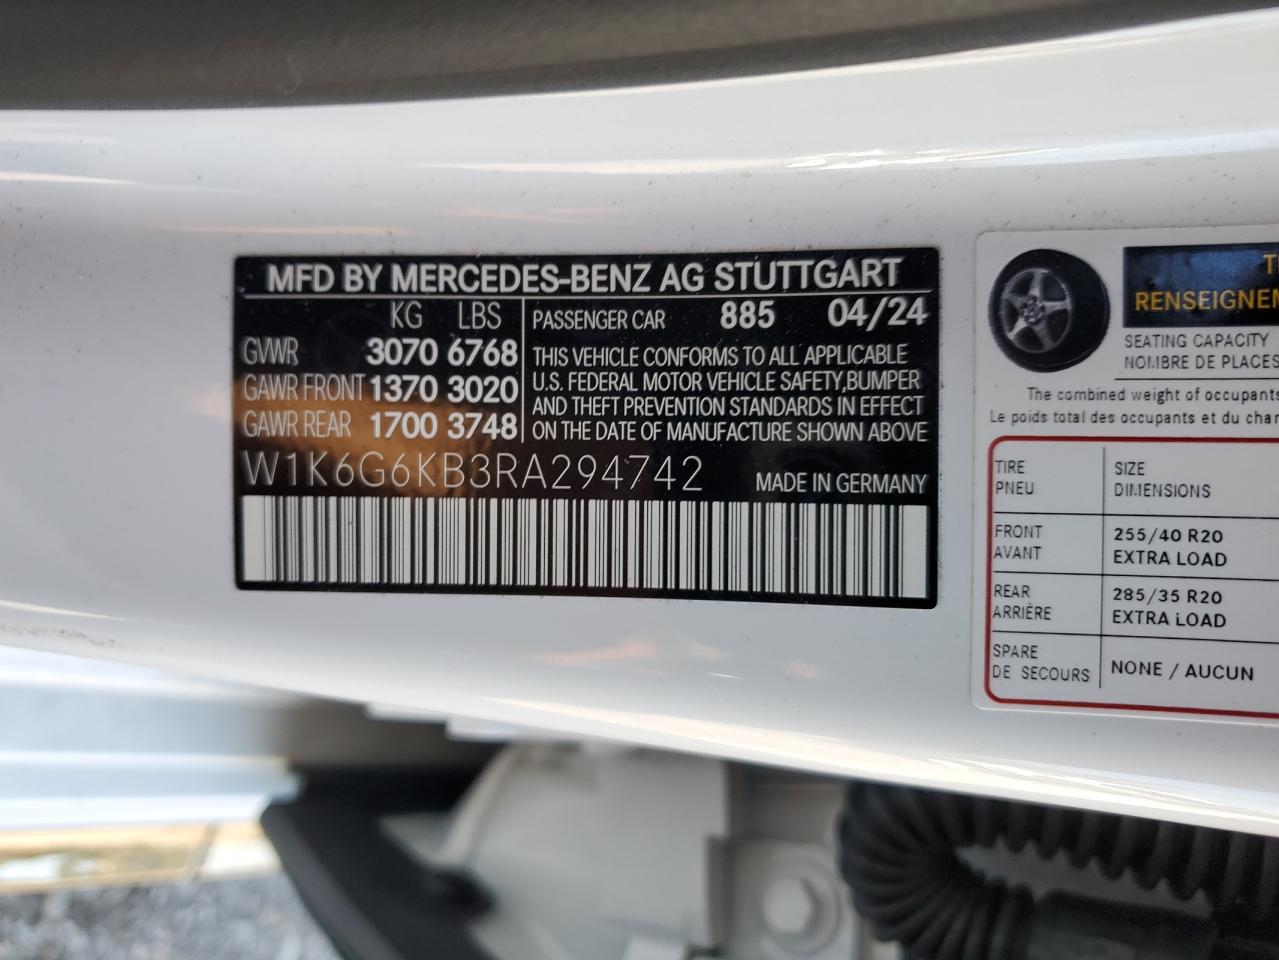 MFD BY MERCEDES-BENZ AG STUTTGART
KG LBS
GVWR 3070 6768
GAWR FRONT 1370 3020
GAWR REAR 1700 3748
PASSENGER CAR 885 04/24
THIS VEHICLE CONFORMS TO ALL APPLICABLE
U.S. FEDERAL MOTOR VEHICLE SAFETY,BUMPER
AND THEFT PREVENTION STANDARDS IN EFFECT
ON THE DATE OF MANUFACTURE SHOWN ABOVE
W1K6G6KB3RA294742
MADE IN GERMANY
SEATING CAPACITY
NOMBRE DE PLACES
The combined weight of occupants
Le poids total des occupants et du
TIRE SIZE
PNEU DIMENSIONS
FRONT 255/40 R20
AVANT EXTRA LOAD
REAR 285/35 R20
ARRIÈRE EXTRA LOAD
SPARE
DE SECOURS NONE / AUCUN